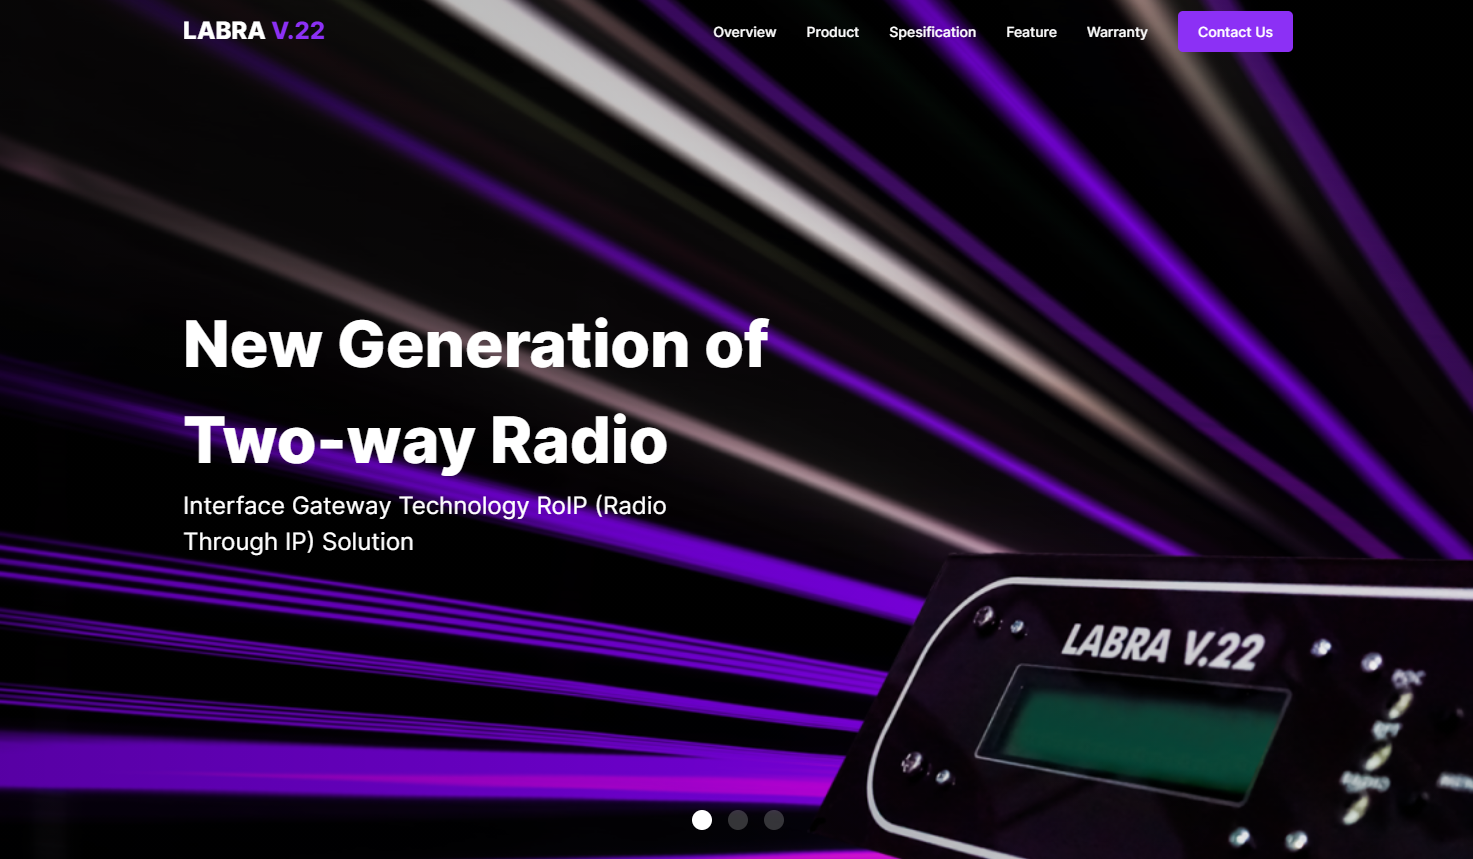 LABRA V.22
Overview
Product
Spesification
Feature
Warranty
Contact Us
New Generation of
Two-way Radio
Interface Gateway Technology RoIP (Radio
Through IP) Solution
LABRA V.22
RADIO